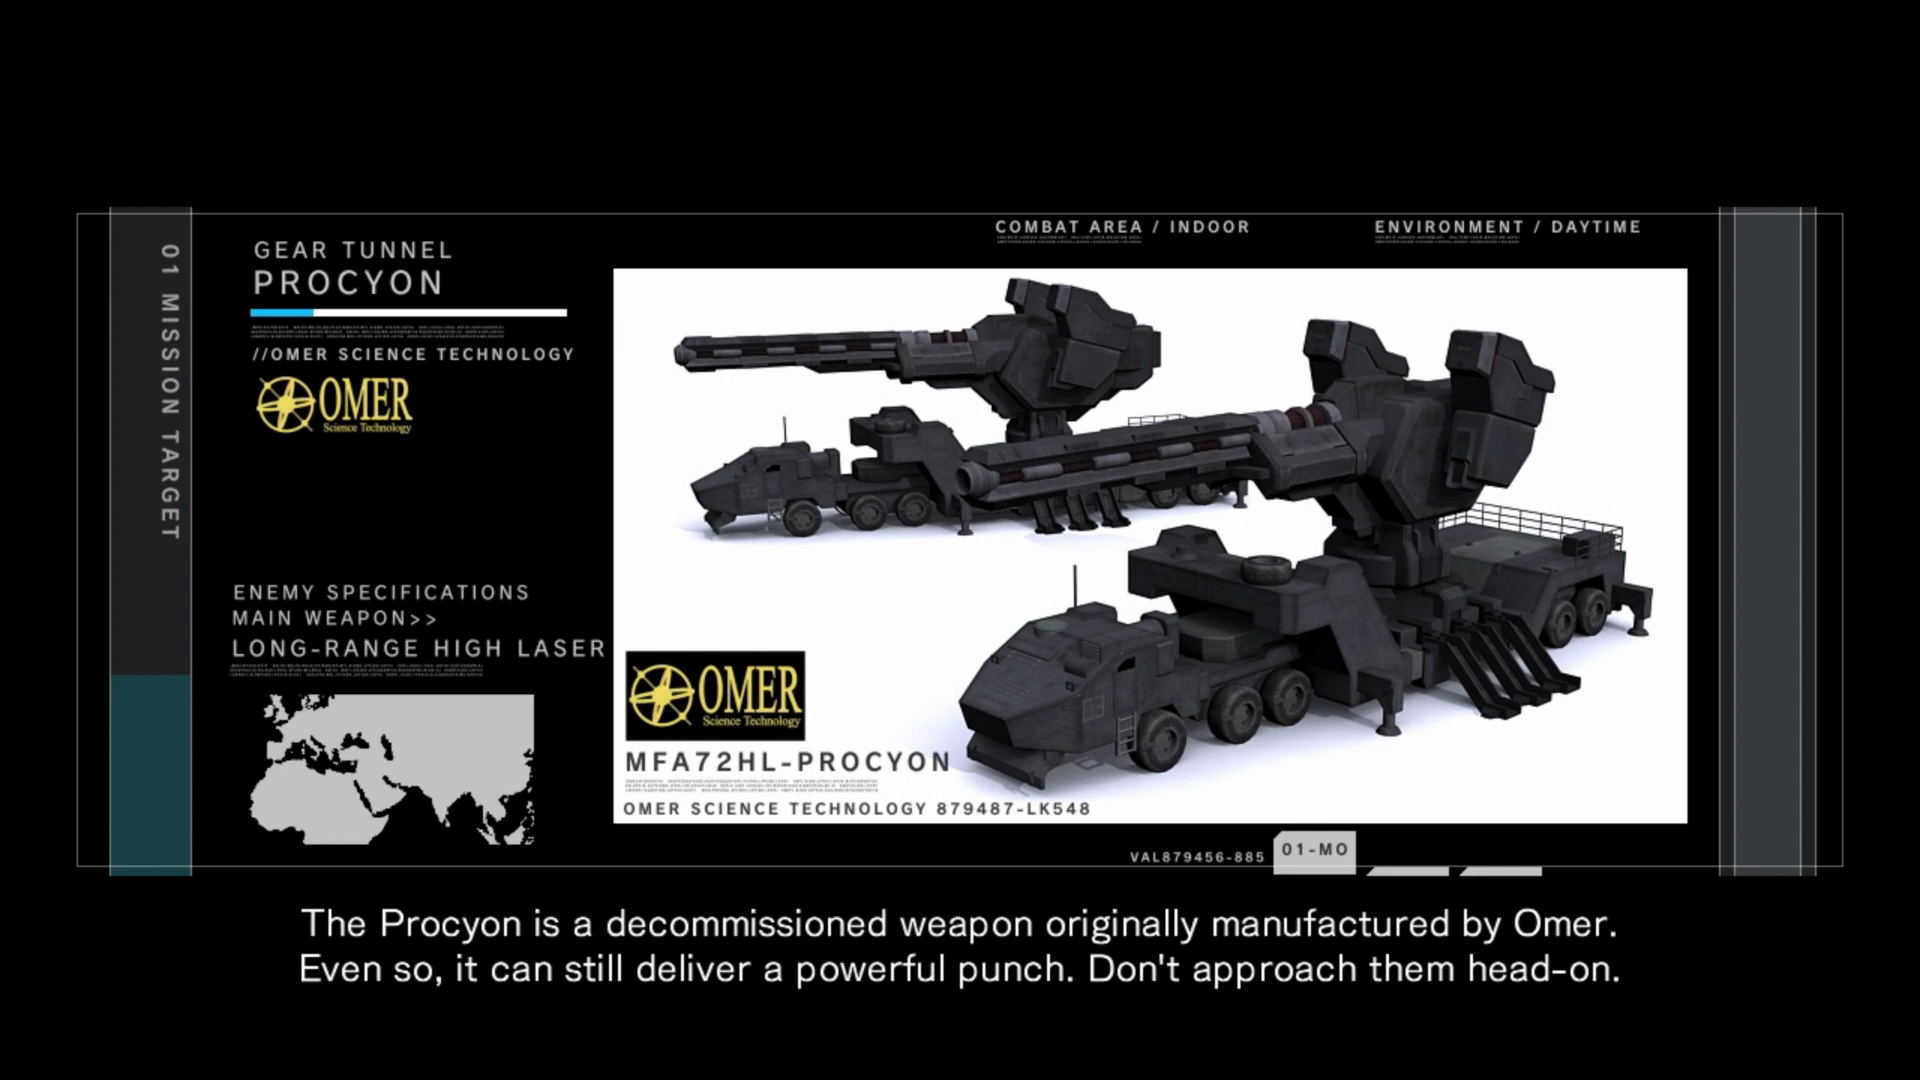 01 MISSION TARGET
GEAR TUNNEL
PROCYON
//OMER SCIENCE TECHNOLOGY
OMER
Science Technology
ENEMY SPECIFICATIONS
MAIN WEAPON>>
LONG-RANGE HIGH LASER
COMBAT AREA / INDOOR
ENVIRONMENT / DAYTIME
OMER
Science Technology
MFA72HL-PROCYON
OMER SCIENCE TECHNOLOGY 879487-LK548
VAL879456-885
01-MO
The Procyon is a decommissioned weapon originally manufactured by Omer.
Even so, it can still deliver a powerful punch. Don't approach them head-on.